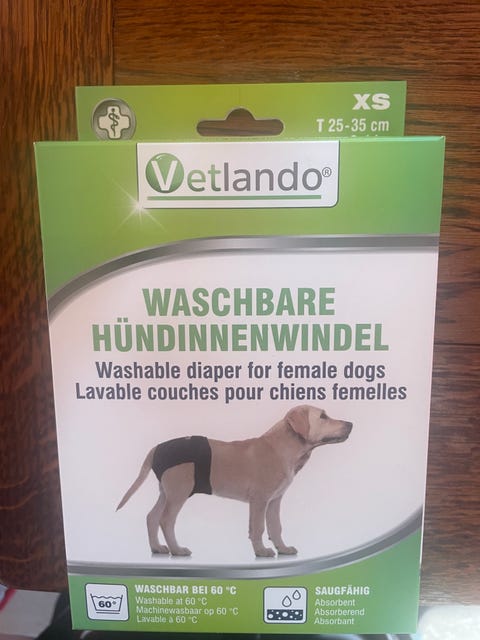 XS
T 25-35 cm
Vetlando®
WASCHBARE
HÜNDINNENWINDEL
Washable diaper for female dogs
Lavable couches pour chiens femelles
60°
WASCHBAR BEI 60 °C
Washable at 60 °C
Machinewasbaar op 60 °C
Lavable à 60 °C
SAUGFÄHIG
Absorbent
Absorberend
Absorbant